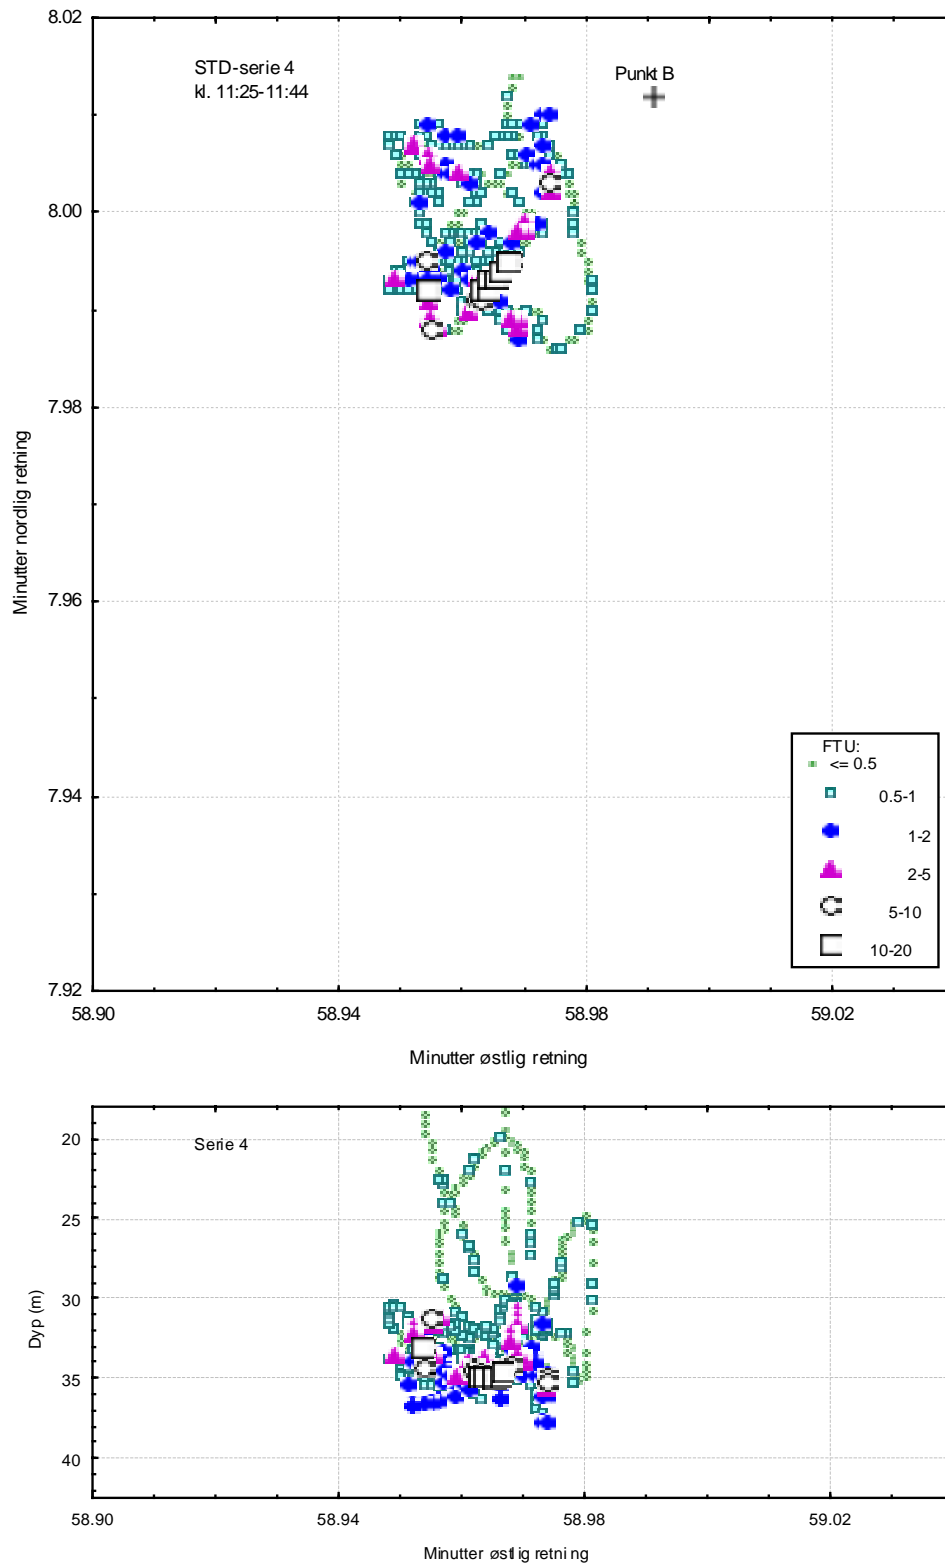 8.02
STD-serie 4
kl. 11:25-11:44
Punkt B
8.00
7.98
7.96
7.94
7.92
Minutter nordlig retning
FTU:
<= 0.5
0.5-1
1-2
2-5
5-10
10-20
58.90
58.94
58.98
59.02
Minutter østlig retning
Serie 4
20
25
30
35
40
Dyp (m)
58.90
58.94
58.98
59.02
Minutter østlig retning